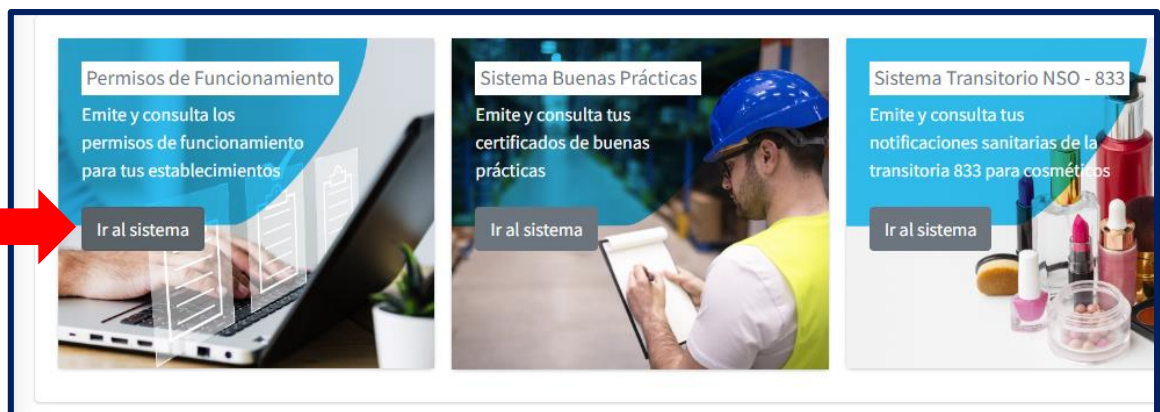 Permisos de Funcionamiento
Emite y consulta los
permisos de funcionamiento
para tus establecimientos
Ir al sistema
Sistema Buenas Prácticas
Emite y consulta tus
certificados de buenas
prácticas
Ir al sistema
Sistema Transitorio NSO - 833
Emite y consulta tus
notificaciones sanitarias de la
transitoria 833 para cosméticos
Ir al sistema